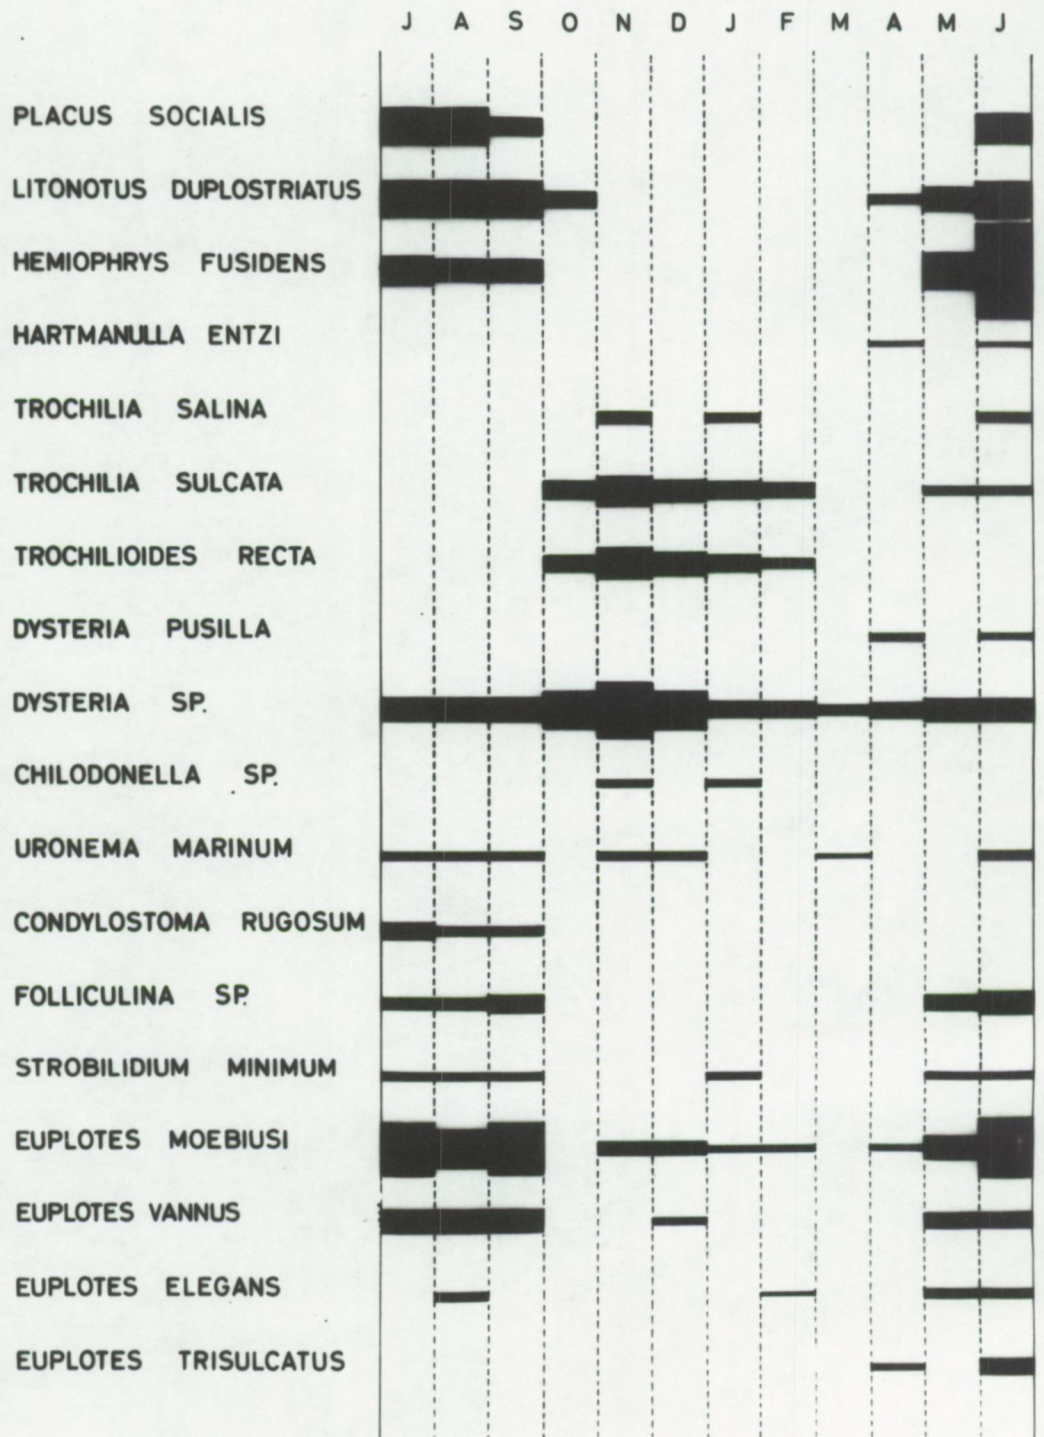 J A S O N D J F M A M J
PLACUS SOCIALIS
LITONOTUS DUPLOSTRIATUS
HEMIOPHRYS FUSIDENS
HARTMANULLA ENTZI
TROCHILIA SALINA
TROCHILIA SULCATA
TROCHILIOIDES RECTA
DYSTERIA PUSILLA
DYSTERIA SP.
CHILODONELLA SP.
URONEMA MARINUM
CONDYLOSTOMA RUGOSUM
FOLLICULINA SP.
STROBILIDIUM MINIMUM
EUPLOTES MOEBIUSI
EUPLOTES VANNUS
EUPLOTES ELEGANS
EUPLOTES TRISULCATUS